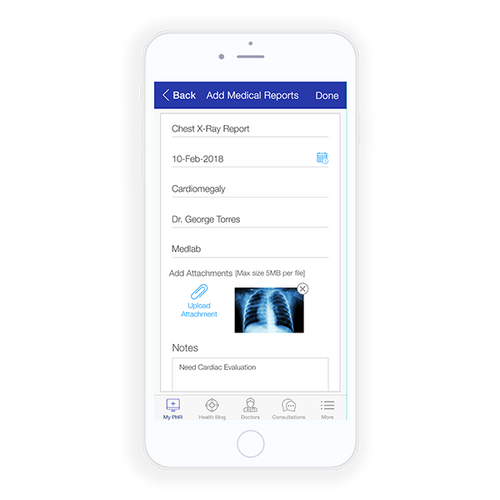 Back Add Medical Reports Done
Chest X-Ray Report
10-Feb-2018
Cardiomegaly
Dr. George Torres
Medlab
Add Attachments [Max size 5MB per file]
Upload
Attachment
Notes
Need Cardiac Evaluation
My PMR Health Blog Doctors Consultations More